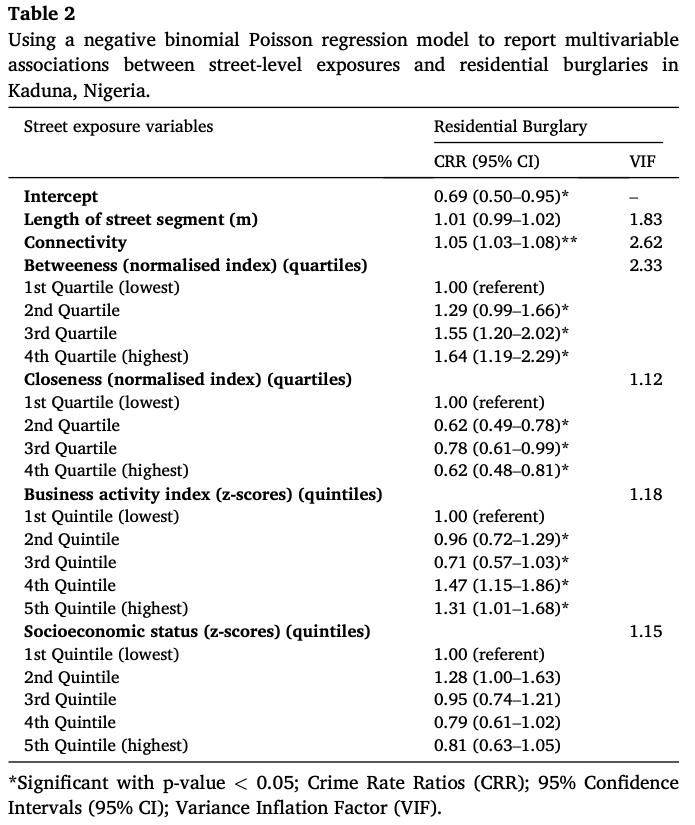 Table 2
Using a negative binomial Poisson regression model to report multivariable
associations between street-level exposures and residential burglaries in
Kaduna, Nigeria.
Street exposure variables Residential Burglary
CRR (95% CI) VIF
Intercept 0.69 (0.50–0.95)* –
Length of street segment (m) 1.01 (0.99–1.02) 1.83
Connectivity 1.05 (1.03–1.08)** 2.62
Betweeness (normalised index) (quartiles) 2.33
1st Quartile (lowest) 1.00 (referent)
2nd Quartile 1.29 (0.99–1.66)*
3rd Quartile 1.55 (1.20–2.02)*
4th Quartile (highest) 1.64 (1.19–2.29)*
Closeness (normalised index) (quartiles) 1.12
1st Quartile (lowest) 1.00 (referent)
2nd Quartile 0.62 (0.49–0.78)*
3rd Quartile 0.78 (0.61–0.99)*
4th Quartile (highest) 0.62 (0.48–0.81)*
Business activity index (z-scores) (quintiles) 1.18
1st Quintile (lowest) 1.00 (referent)
2nd Quintile 0.96 (0.72–1.29)*
3rd Quintile 0.71 (0.57–1.03)*
4th Quintile 1.47 (1.15–1.86)*
5th Quintile (highest) 1.31 (1.01–1.68)*
Socioeconomic status (z-scores) (quintiles) 1.15
1st Quintile (lowest) 1.00 (referent)
2nd Quintile 1.28 (1.00–1.63)
3rd Quintile 0.95 (0.74–1.21)
4th Quintile 0.79 (0.61–1.02)
5th Quintile (highest) 0.81 (0.63–1.05)
*Significant with p-value < 0.05; Crime Rate Ratios (CRR); 95% Confidence
Intervals (95% CI); Variance Inflation Factor (VIF).